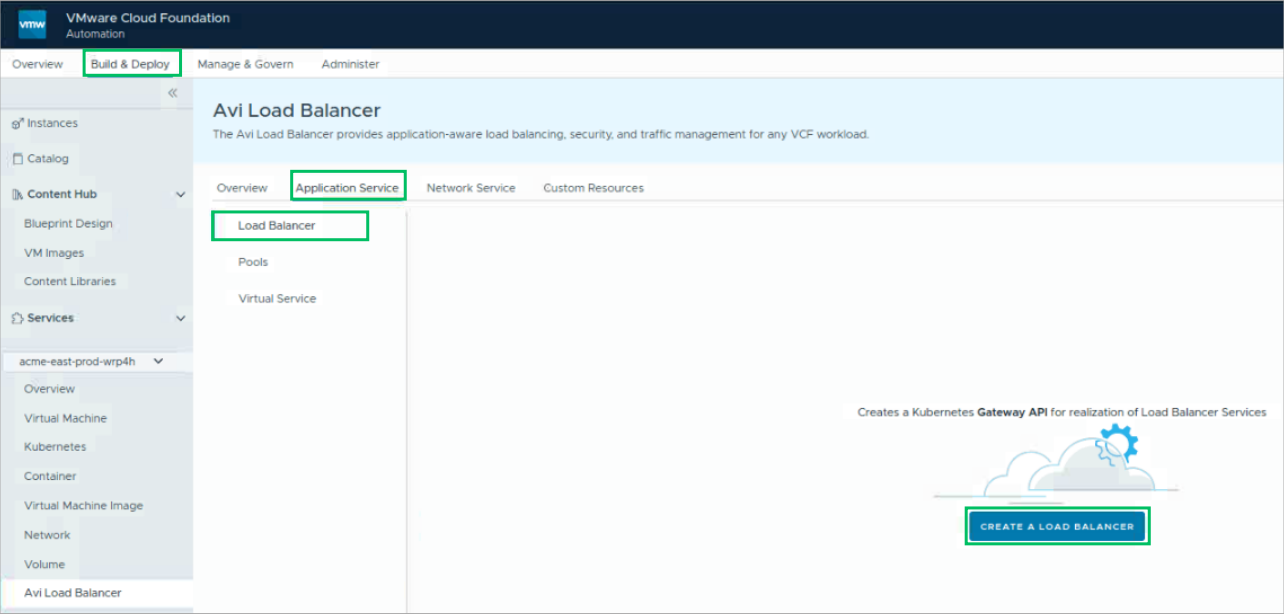 vmw
VMware Cloud Foundation
Automation
Overview
Build & Deploy
Manage & Govern
Administer
«
Instances
Catalog
Content Hub
Blueprint Design
VM Images
Content Libraries
Services
acme-east-prod-wrp4h
Overview
Virtual Machine
Kubernetes
Container
Virtual Machine Image
Network
Volume
Avi Load Balancer
Avi Load Balancer
The Avi Load Balancer provides application-aware load balancing, security, and traffic management for any VCF workload.
Overview
Application Service
Network Service
Custom Resources
Load Balancer
Pools
Virtual Service
Creates a Kubernetes Gateway API for realization of Load Balancer Services
CREATE A LOAD BALANCER